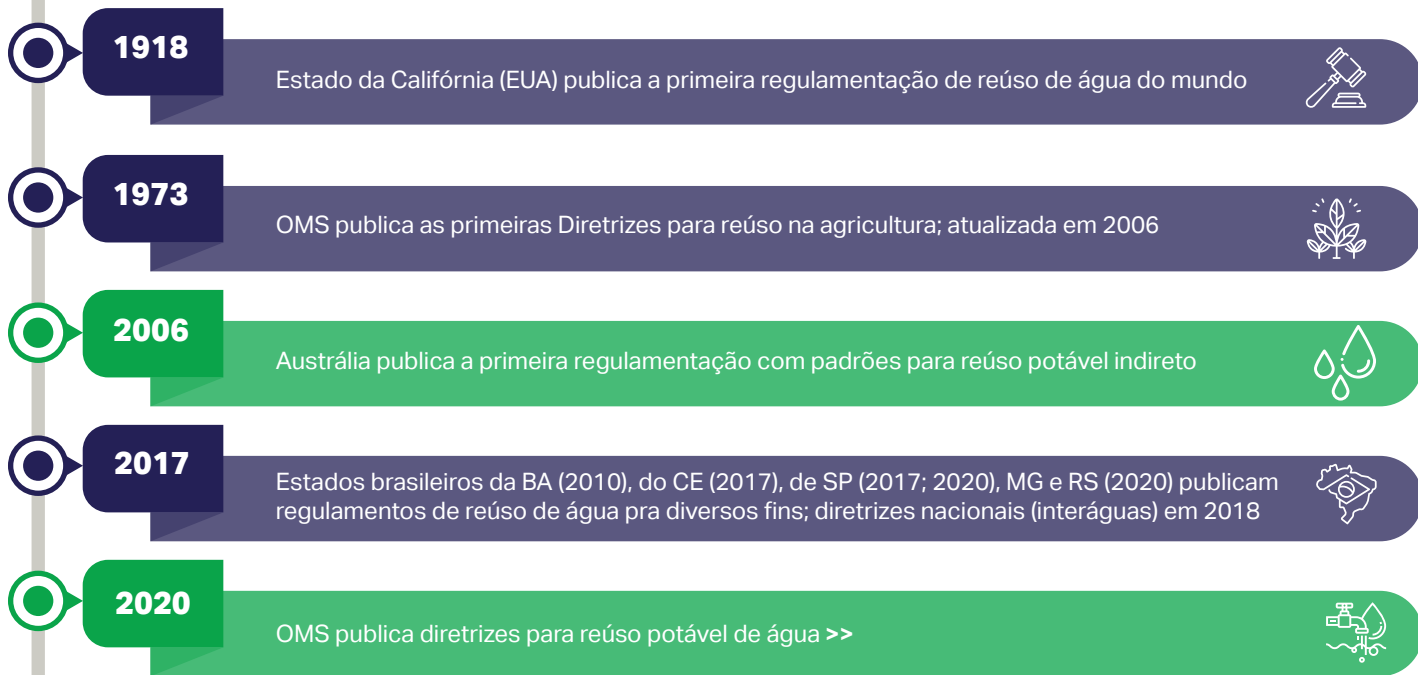 1918
Estado da Califórnia (EUA) publica a primeira regulamentação de reúso de água do mundo
1973
OMS publica as primeiras Diretrizes para reúso na agricultura; atualizada em 2006
2006
Austrália publica a primeira regulamentação com padrões para reúso potável indireto
2017
Estados brasileiros da BA (2010), do CE (2017), de SP (2017; 2020), MG e RS (2020) publicam
regulamentos de reúso de água pra diversos fins; diretrizes nacionais (interáguas) em 2018
2020
OMS publica diretrizes para reúso potável de água >>